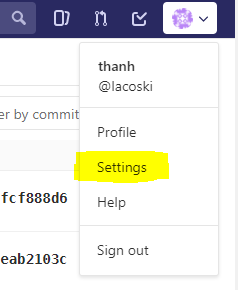 thanh
@lacoski
er by commit
Profile
Settings
fcf888d6
Help
Sign out
eab2103c